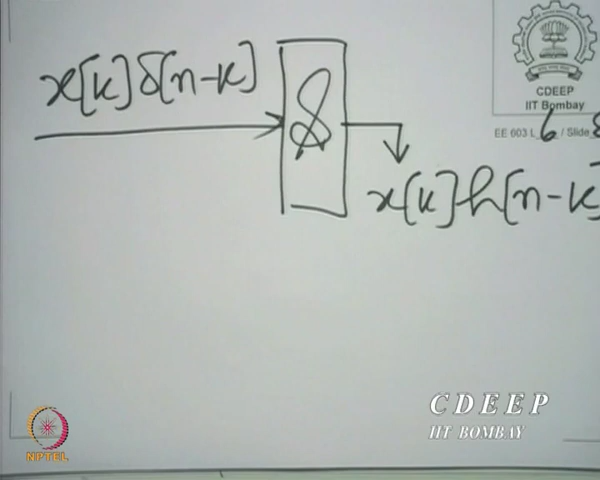 x[k]δ[n-k]
S
x[k]h[n-k]
CDEEP
IIT Bombay
EE 603 L 6 / Slide 8
CDEEP
IIT BOMBAY
NPTEL